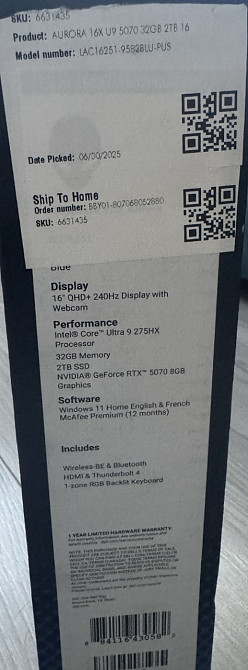 SKU: 6631435
Product: AURORA 16X U9 5070 32GB 2TB 16
Model number: LAC16251-9582BLU-PUS
Date Picked: 06/30/2025
Ship To Home
Order number: BBY01-807068052880
SKU: 6631435
Blue
Display
16" QHD+ 240Hz Display with
Webcam
Performance
Intel® Core™ Ultra 9 275HX
Processor
32GB Memory
2TB SSD
NVIDIA® GeForce RTX™ 5070 8GB
Graphics
Software
Windows 11 Home English & French
McAfee Premium (12 months)
Includes
Wireless-BE & Bluetooth
HDMI & Thunderbolt 4
1-zone RGB Backlit Keyboard
1 YEAR LIMITED HARDWARE WARRANTY: